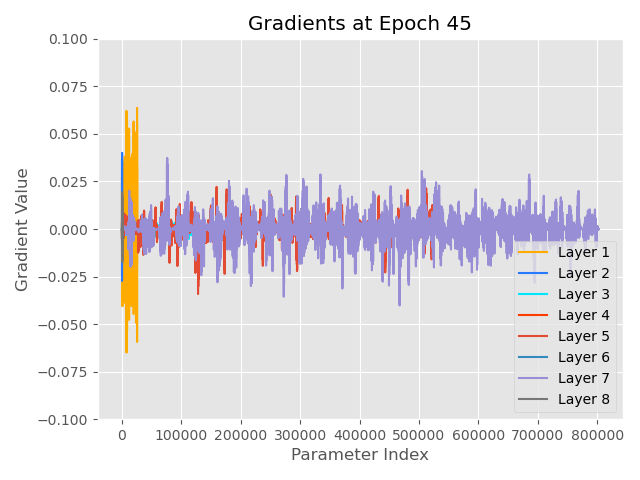 Gradients at Epoch 45
Gradient Value
0.100
0.075
0.050
0.025
0.000
−0.025
−0.050
−0.075
−0.100
Layer 1
Layer 2
Layer 3
Layer 4
Layer 5
Layer 6
Layer 7
Layer 8
0 100000 200000 300000 400000 500000 600000 700000 800000
Parameter Index